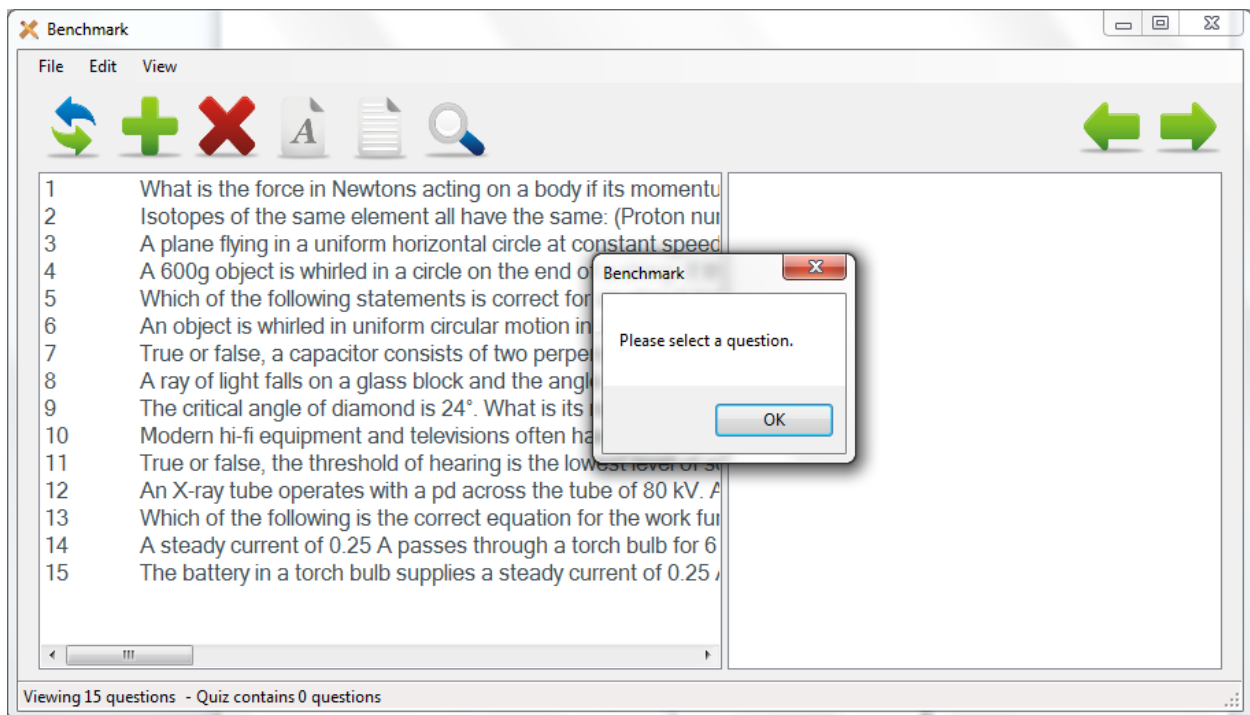 Benchmark
File Edit View
A
1 What is the force in Newtons acting on a body if its
2 Isotopes of the same element all have the same: (Proton
3 A plane flying in a uniform horizontal circle at constant speed
4 A 600g object is whirled in a circle on the end of
5 Which of the following statements is correct for
6 An object is whirled in uniform circular motion in
7 True or false, a capacitor consists of two
8 A ray of light falls on a glass block and the
9 The critical angle of diamond is 24°. What is its
10 Modern hi-fi equipment and televisions often
11 True or false, the threshold of hearing is the lowest level of
12 An X-ray tube operates with a pd across the tube of 80 kV.
13 Which of the following is the correct equation for the work
14 A steady current of 0.25 A passes through a torch bulb for 6
15 The battery in a torch bulb supplies a steady current of 0.25
Benchmark
Please select a question.
OK
Viewing 15 questions - Quiz contains 0 questions